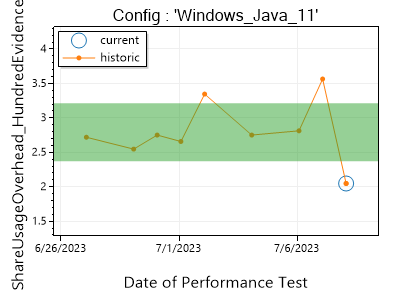 Config : 'Windows_Java_11'
current
historic
ShareUsageOverhead_HundredEvidence
4
3.5
3
2.5
2
1.5
6/26/2023
7/1/2023
7/6/2023
Date of Performance Test